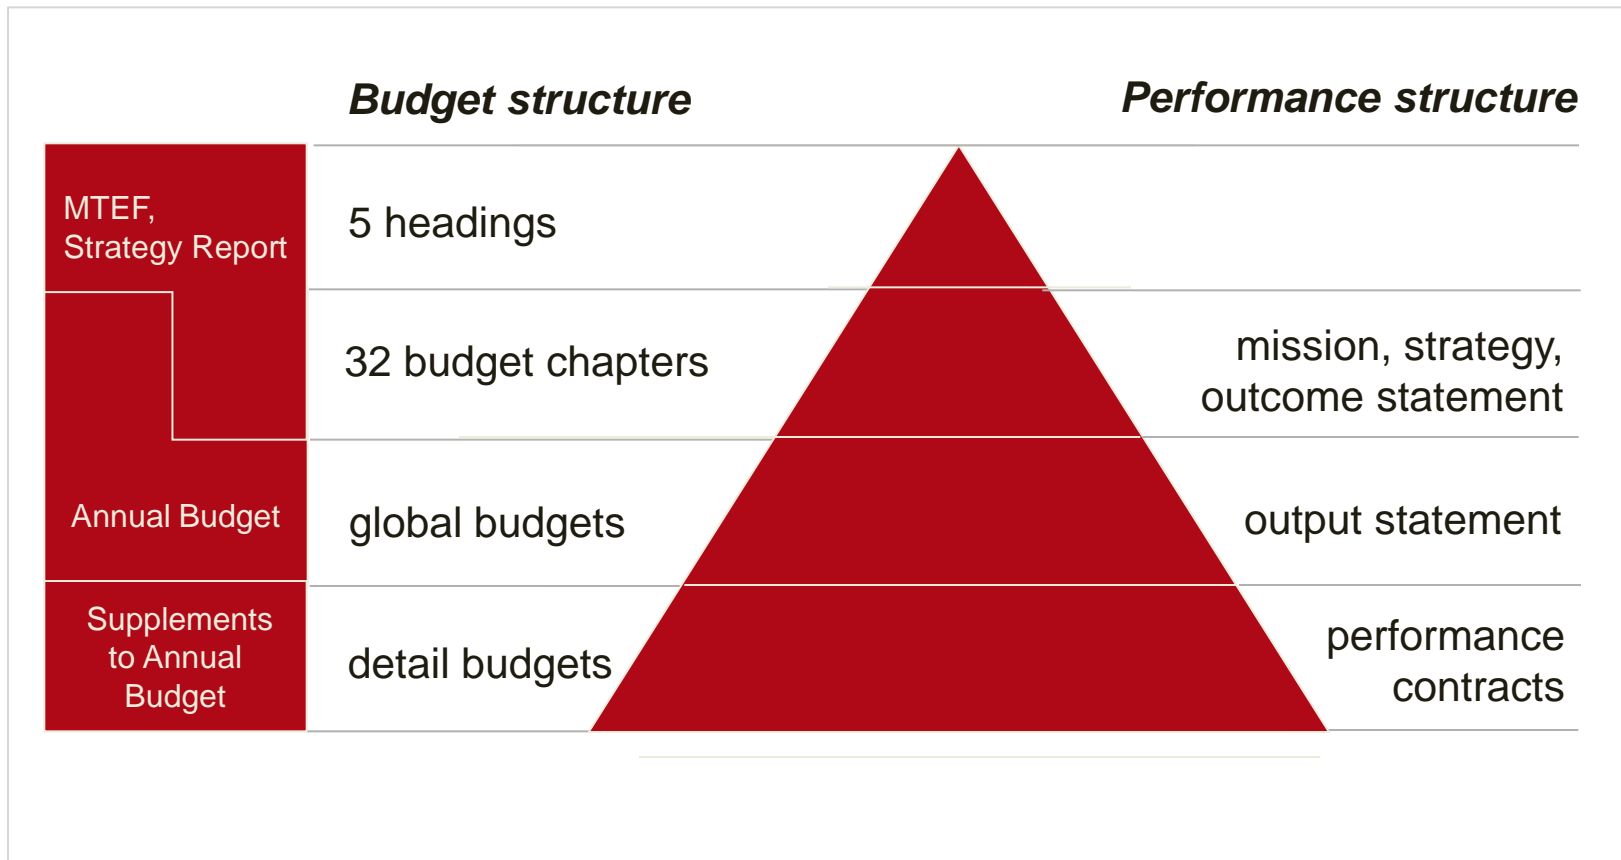 Budget structure
Performance structure
MTEF,
Strategy Report
5 headings
32 budget chapters
mission, strategy,
outcome statement
Annual Budget
global budgets
output statement
Supplements
to Annual
Budget
detail budgets
performance
contracts